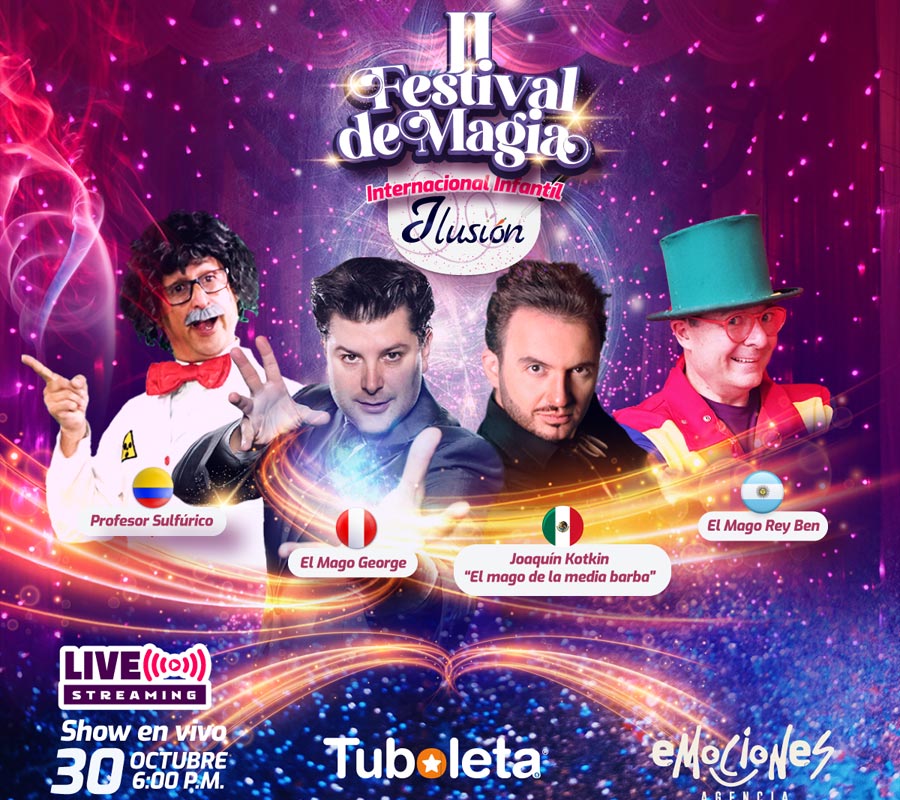 II
Festival
de Magia
Internacional Infantil
Ilusión
Profesor Sulfúrico
El Mago George
Joaquín Kotkin
"El mago de la media barba"
El Mago Rey Ben
LIVE
STREAMING
Show en vivo
30 OCTUBRE
6:00 P.M.
Tuboleta®
eMociones
AGENCIA